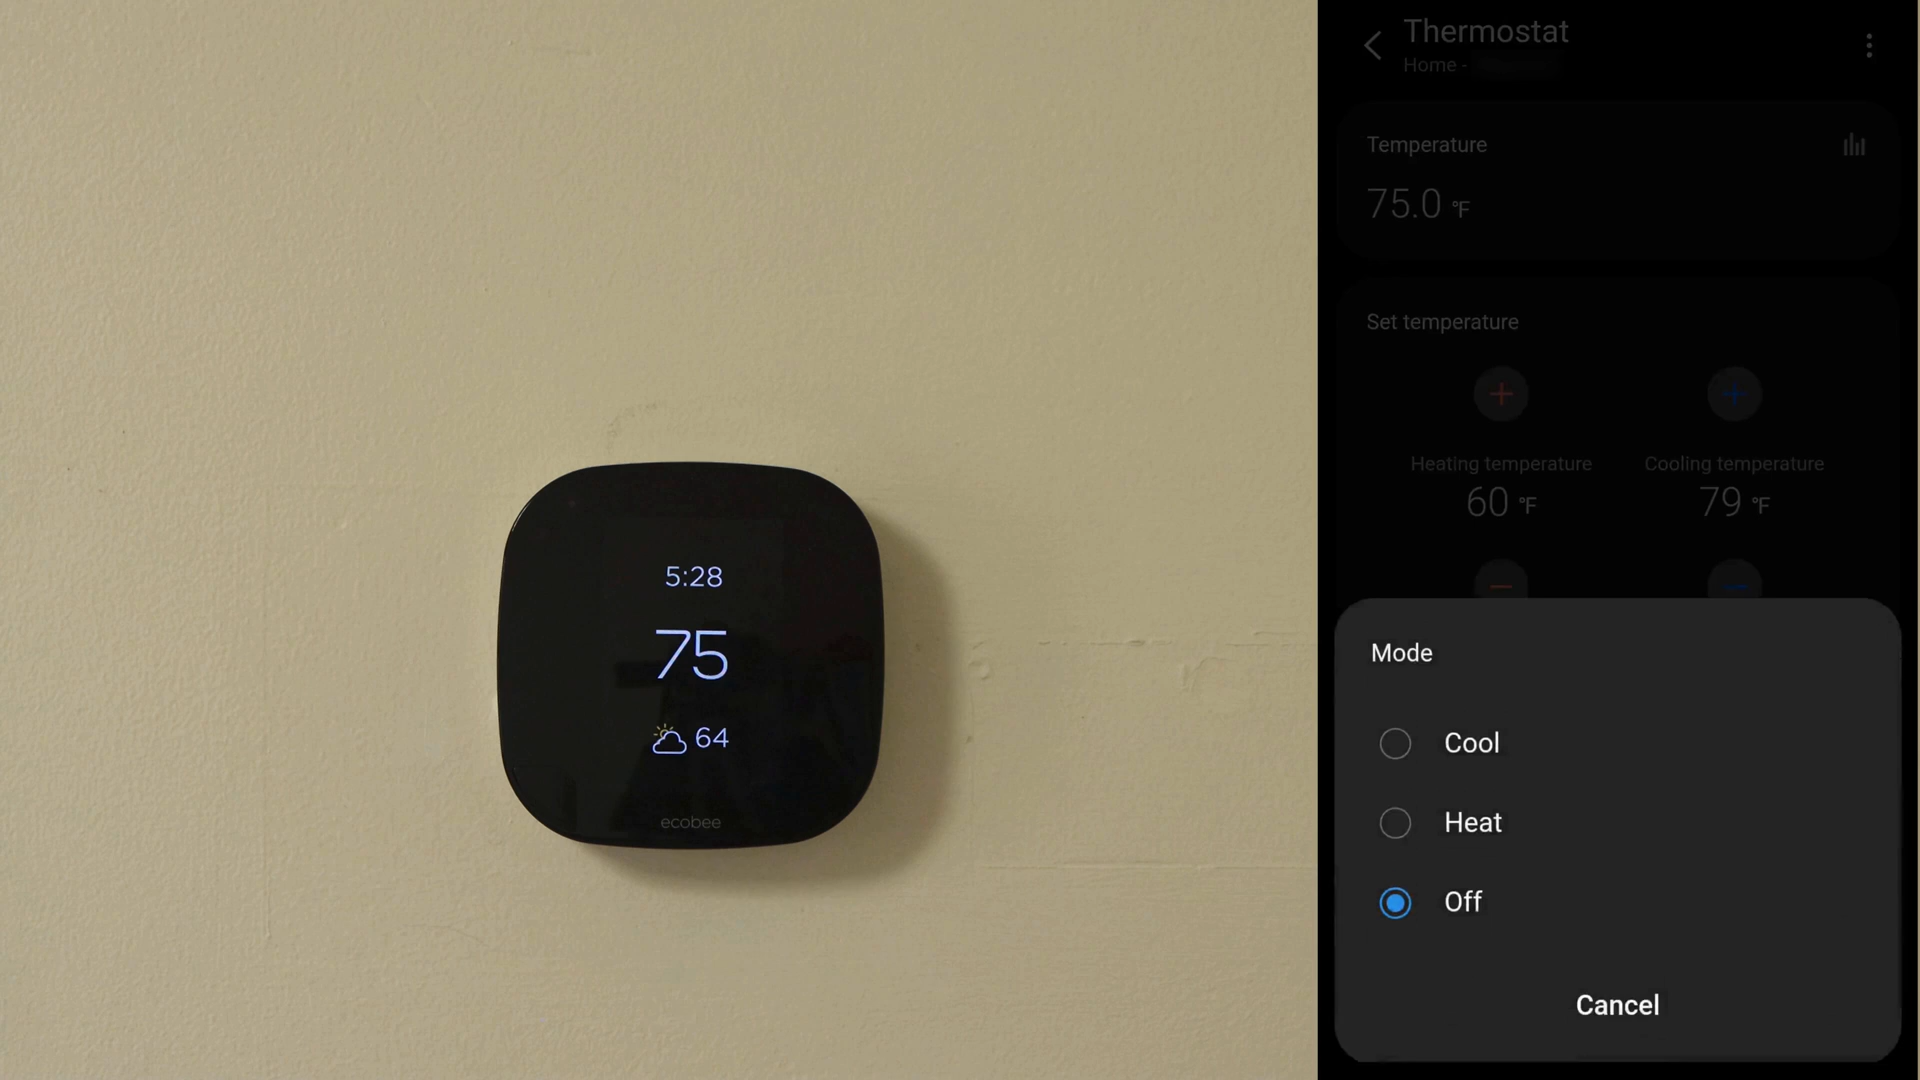 5:28
75
64
ecobee
Thermostat
Home -
Temperature
75.0 °F
Set temperature
Heating temperature
60 °F
Cooling temperature
79 °F
Mode
Cool
Heat
Off
Cancel